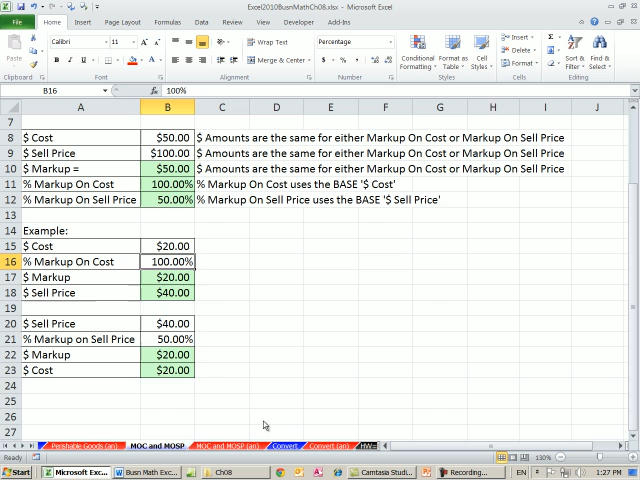 Excel2010BusnMathCh08.xlsx - Microsoft Excel
File Home Insert Page Layout Formulas Data Review View Developer Add-Ins
Paste Calibri 11 Wrap Text Percentage Conditional Formatting Format as Table Cell Styles Insert Delete Format Sort & Filter Find & Select
B I U Merge & Center $ % ,
Clipboard Font Alignment Number Styles Cells Editing
B16 fx 100%
A B C D E F G H I J
7
8 $ Cost $50.00 $ Amounts are the same for either Markup On Cost or Markup On Sell Price
9 $ Sell Price $100.00 $ Amounts are the same for either Markup On Cost or Markup On Sell Price
10 $ Markup = $50.00 $ Amounts are the same for either Markup On Cost or Markup On Sell Price
11 % Markup On Cost 100.00% % Markup On Cost uses the BASE '$ Cost'
12 % Markup On Sell Price 50.00% % Markup On Sell Price uses the BASE '$ Sell Price'
13
14 Example:
15 $ Cost $20.00
16 % Markup On Cost 100.00%
17 $ Markup $20.00
18 $ Sell Price $40.00
19
20 $ Sell Price $40.00
21 % Markup on Sell Price 50.00%
22 $ Markup $20.00
23 $ Cost $20.00
24
25
26
27
Perishable Goods (an) MOC and MOSP MOC and MOSP (an) Convert Convert (an) HW=
Ready 130%
Start Microsoft Exc... Busn Math Exc... Ch08 Camtasia Studi... Recording... EN 1:27 PM